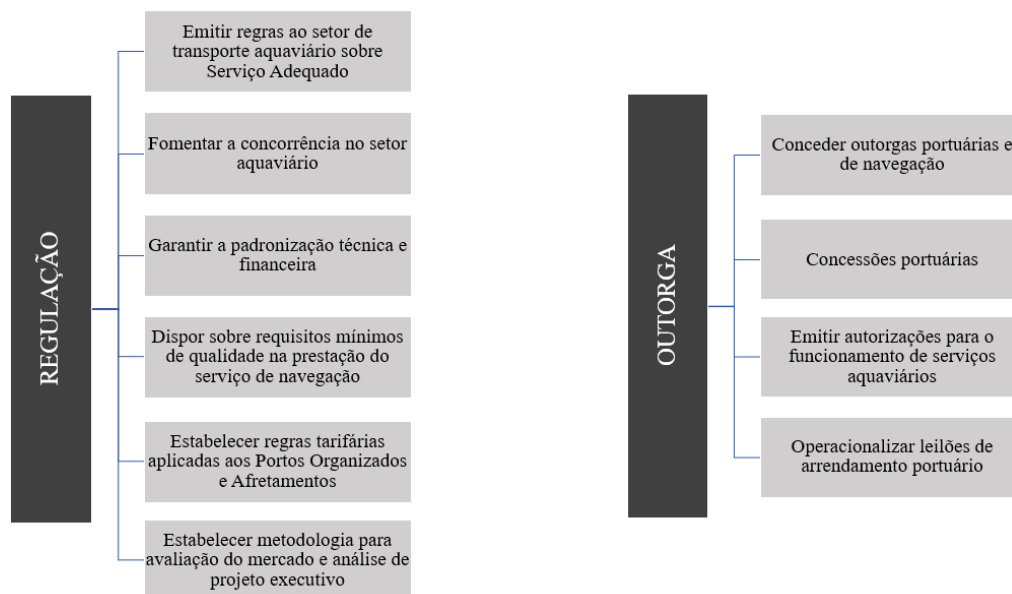 REGULAÇÃO
Emitir regras ao setor de
transporte aquaviário sobre
Serviço Adequado
Fomentar a concorrência no setor
aquaviário
Garantir a padronização técnica e
financeira
Dispor sobre requisitos mínimos
de qualidade na prestação do
serviço de navegação
Estabelecer regras tarifárias
aplicadas aos Portos Organizados
e Afretamentos
Estabelecer metodologia para
avaliação do mercado e análise de
projeto executivo
OUTORGA
Conceder outorgas portuárias e
de navegação
Concessões portuárias
Emitir autorizações para o
funcionamento de serviços
aquaviários
Operacionalizar leilões de
arrendamento portuário